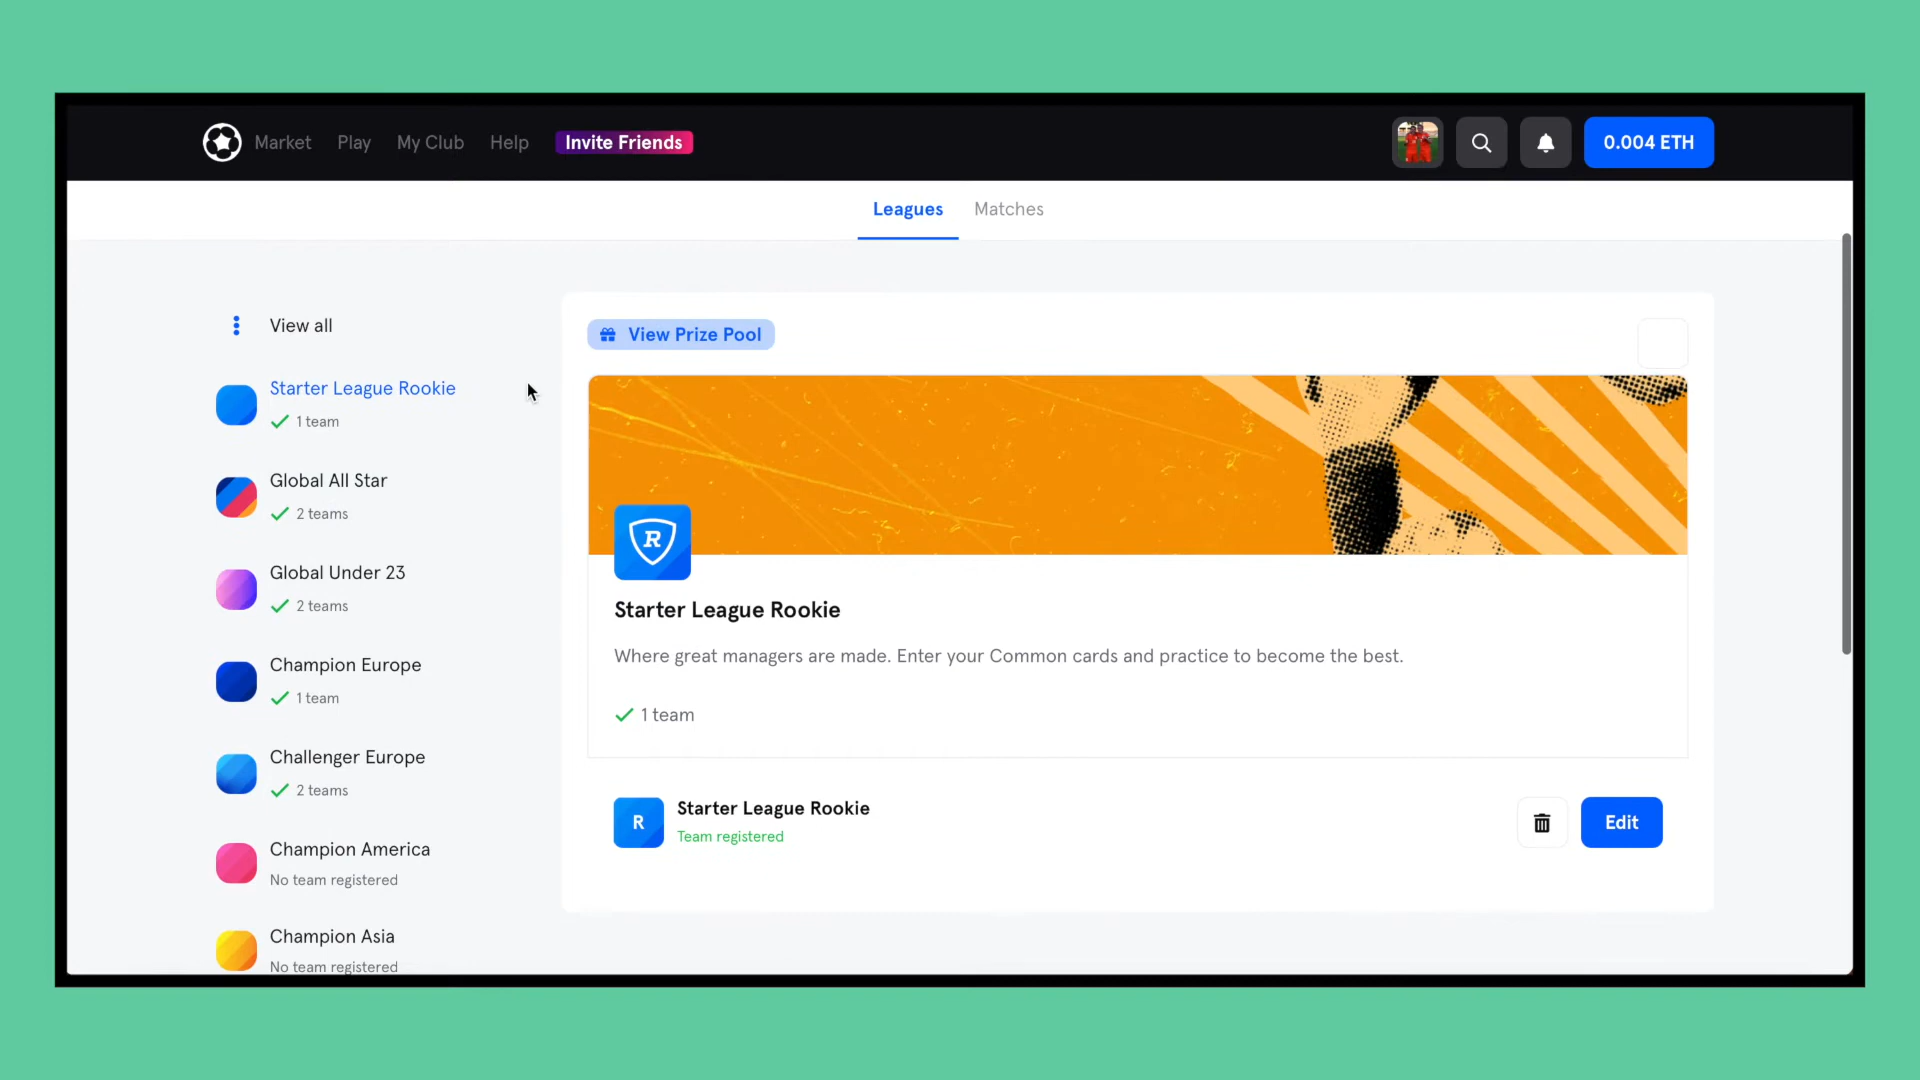 Market Play My Club Help Invite Friends 0.004 ETH
Leagues Matches
View all
Starter League Rookie
1 team
Global All Star
2 teams
Global Under 23
2 teams
Champion Europe
1 team
Challenger Europe
2 teams
Champion America
No team registered
Champion Asia
No team registered
View Prize Pool
R
Starter League Rookie
Where great managers are made. Enter your Common cards and practice to become the best.
1 team
R
Starter League Rookie
Team registered
Edit